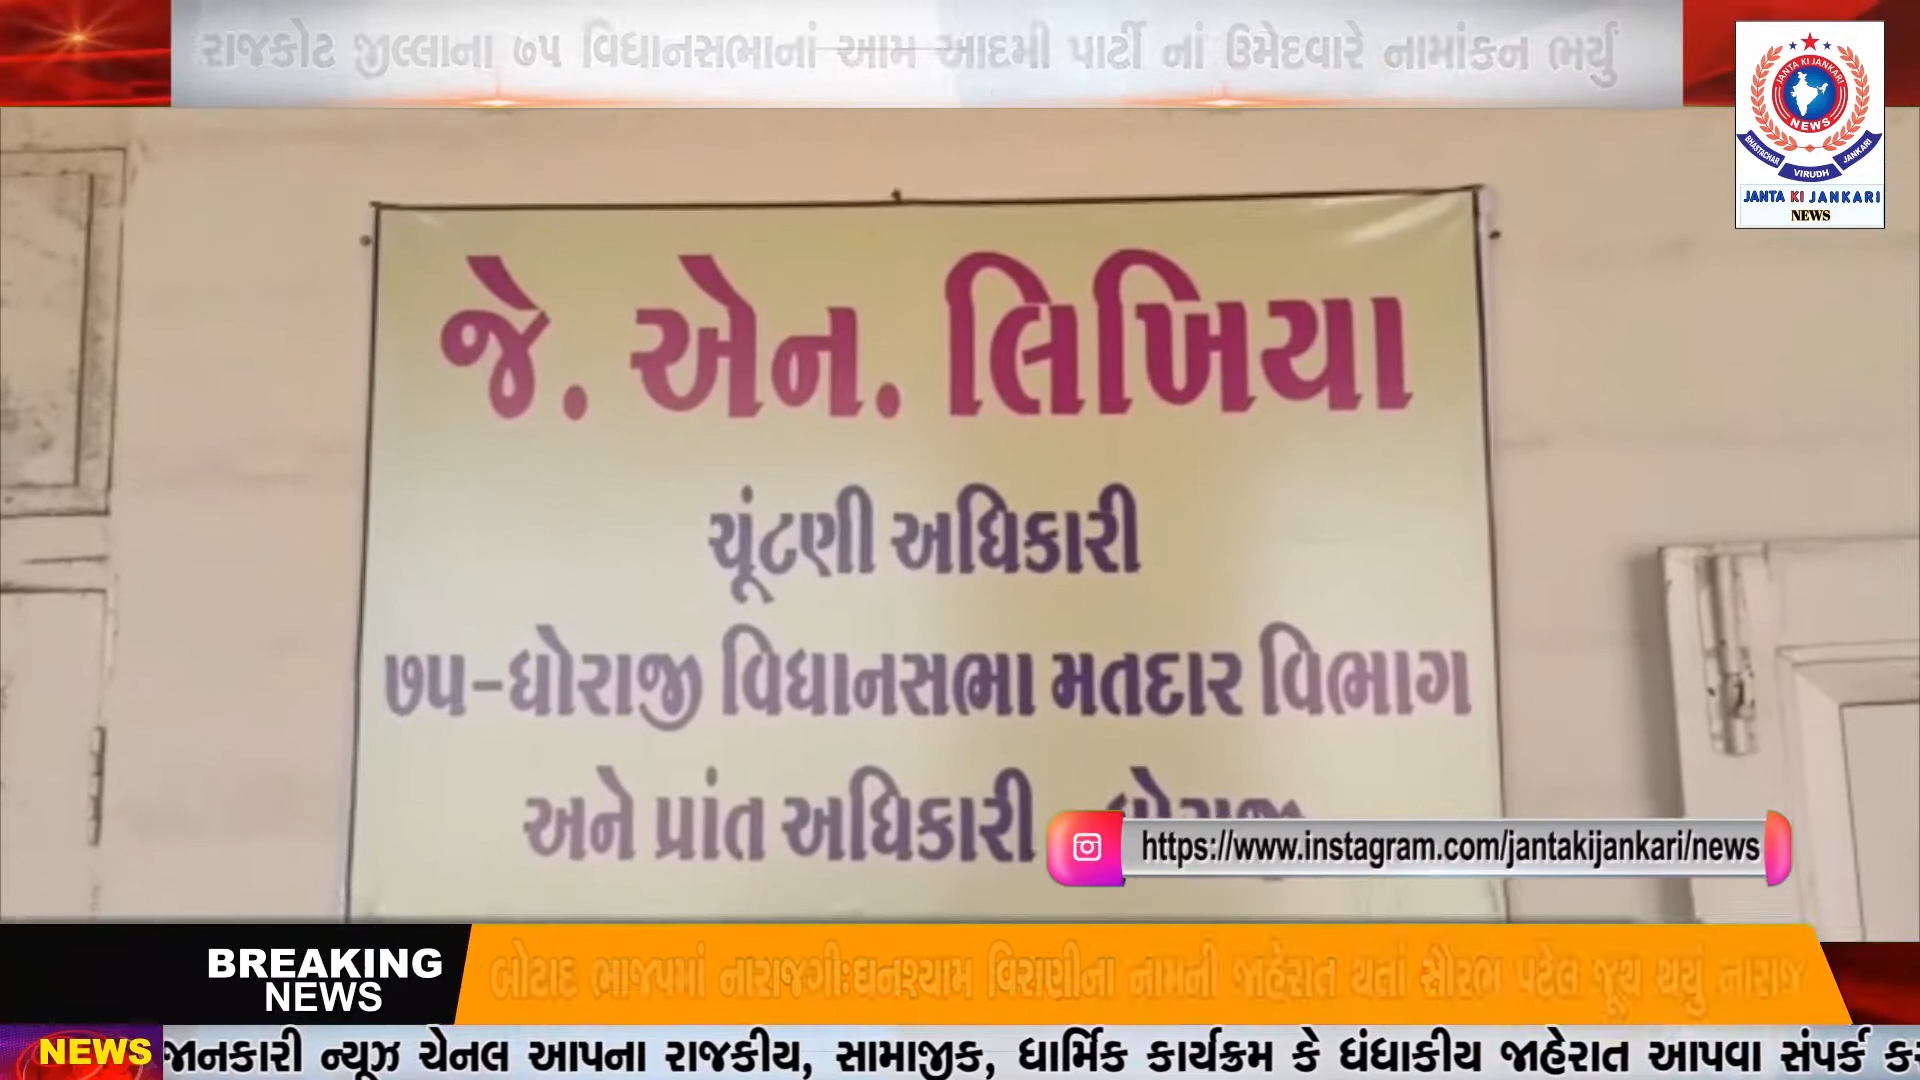 રાજકોટ જીલ્લાના ૭૫ વિધાનસભાનાં આમ આદમી પાર્ટી નાં ઉમેદવારે નામાંકન ભર્યુ
JANTA KI JANKARI
NEWS
BHASTACHAR
VIRUDH
JANKARI
JANTA KI JANKARI
NEWS
જે. એન. લિખિયા
ચૂંટણી અધિકારી
૭૫-ધોરાજી વિધાનસભા મતદાર વિભાગ
અને પ્રાંત અધિકારી
https://www.instagram.com/jantakijankari/news
BREAKING
NEWS
બોટાદ ભાજપમાં નારાજગી:ઘનશ્યામ વિરાણીના નામની જાહેરાત થતાં સૌરભ પટેલ જૂથ થયું નારાજ
NEWS
જાનકારી ન્યૂઝ ચેનલ આપના રાજકીય, સામાજીક, ધાર્મિક કાર્યક્રમ કે ધંધાકીય જાહેરાત આપવા સંપર્ક